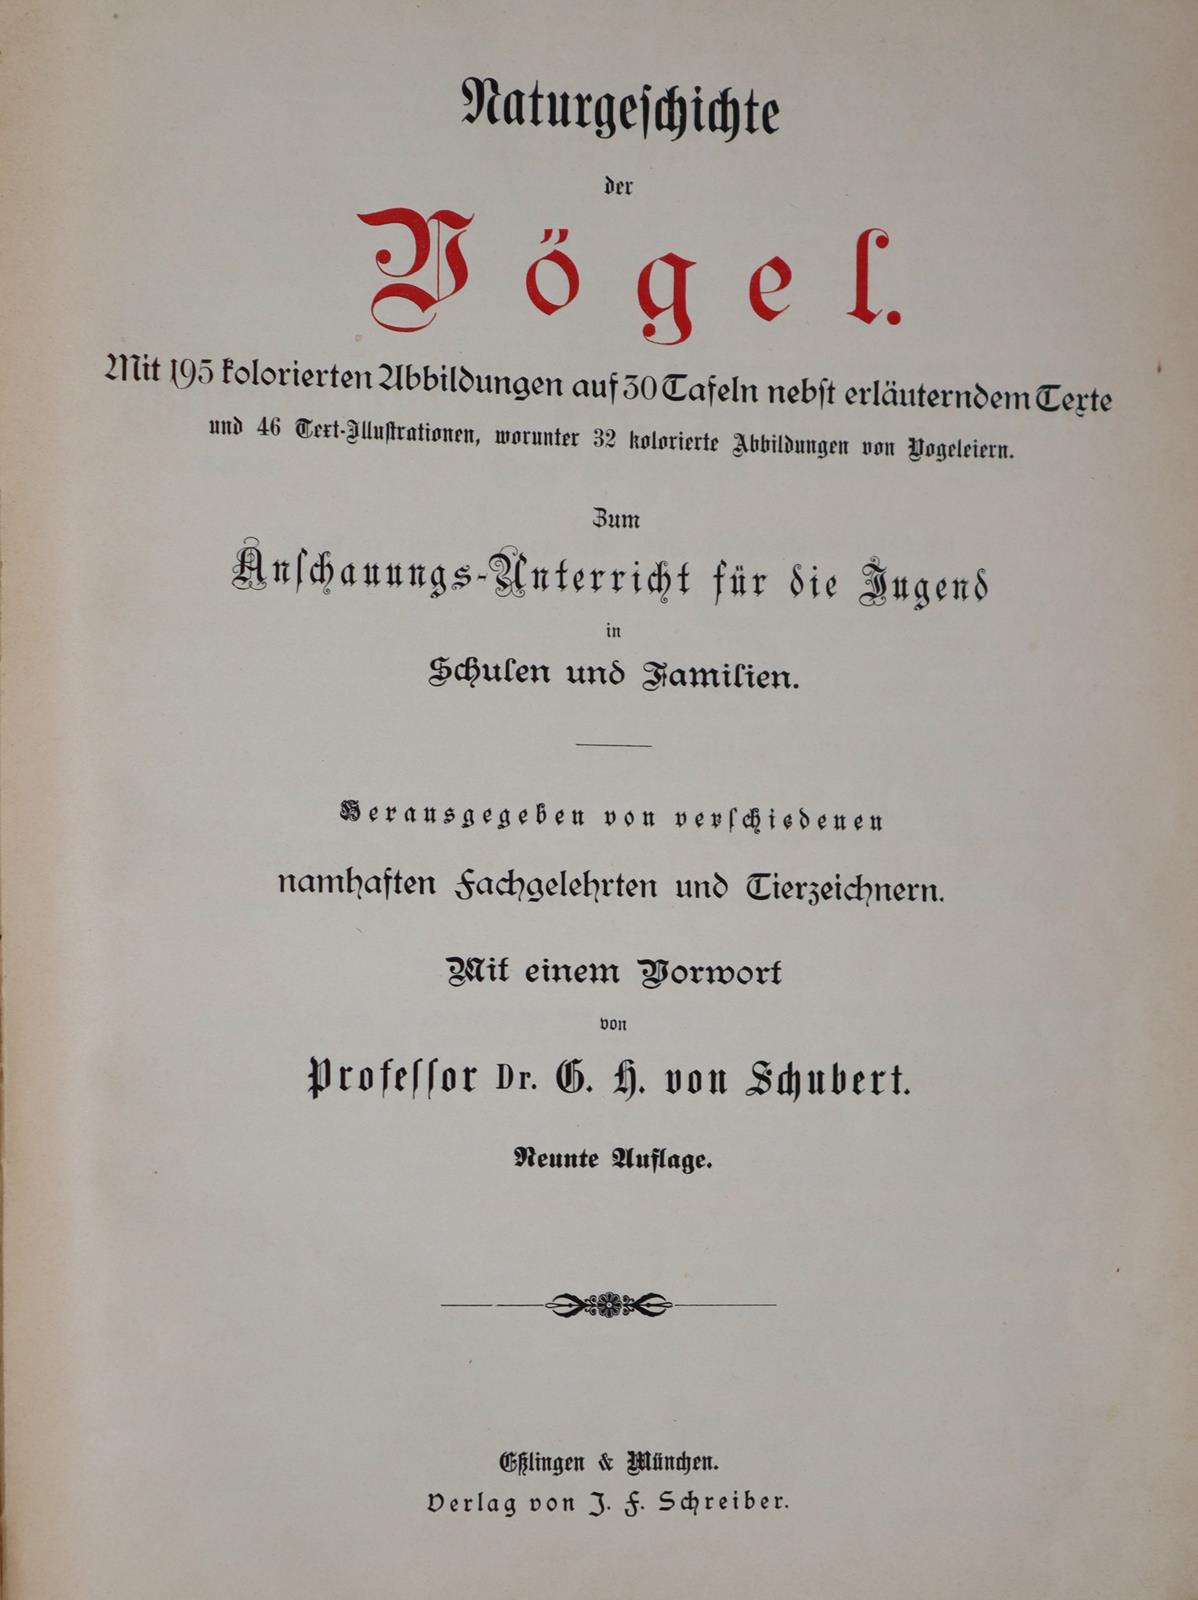 Naturgeschichte
der
Vögel.
Mit 195 kolorierten Abbildungen auf 30 Tafeln nebst erläuterndem Texte
und 46 Text-Illustrationen, worunter 32 kolorierte Abbildungen von Vogeleiern.
Zum
Anschauungs-Unterricht für die Jugend
in
Schulen und Familien.
Herausgegeben von verschiedenen
namhaften Fachgelehrten und Tierzeichnern.
Mit einem Vorwort
von
Professor Dr. G. H. von Schubert.
Neunte Auflage.
Eßlingen & München.
Verlag von J. F. Schreiber.